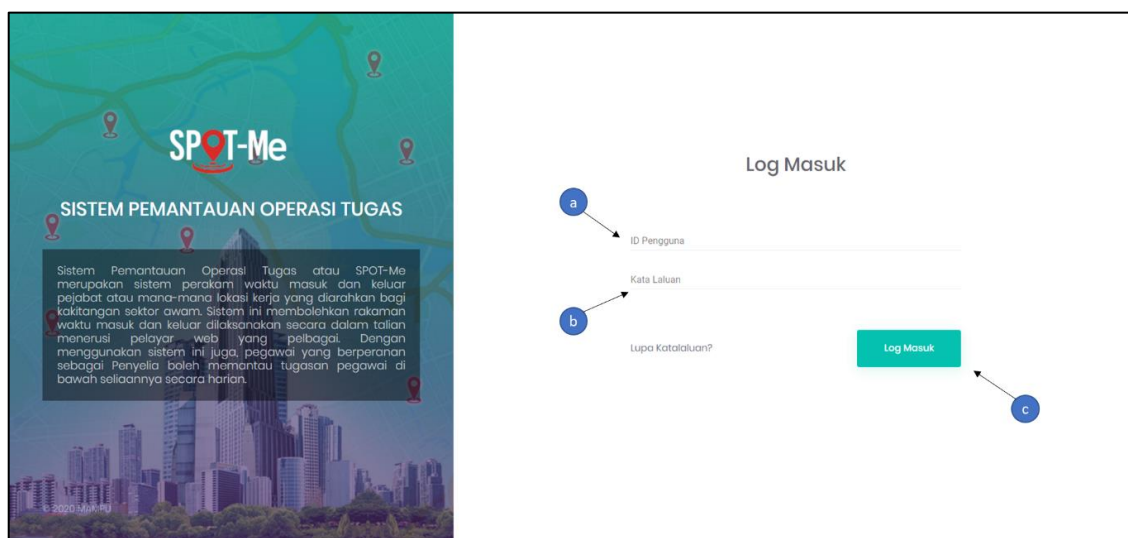 SPOT-Me
SISTEM PEMANTAUAN OPERASI TUGAS
Sistem Pemantauan Operasi Tugas atau SPOT-Me
merupakan sistem perakam waktu masuk dan keluar
pejabat atau mana-mana lokasi kerja yang diarahkan bagi
kakitangan sektor awam. Sistem ini membolehkan rakaman
waktu masuk dan keluar dilaksanakan secara dalam talian
menerusi pelayar web yang pelbagai. Dengan
menggunakan sistem ini juga, pegawai yang berperanan
sebagai Penyelia boleh memantau tugasan pegawai di
bawah seliaannya secara harian.
© 2020 MAMPU
Log Masuk
a
ID Pengguna
Kata Laluan
b
Lupa Katalaluan?
Log Masuk
c